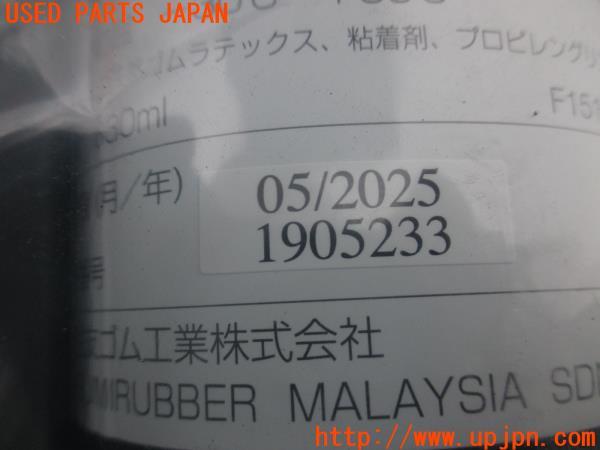 USED PARTS JAPAN
ゴムラテックス、粘着剤、プロピレングリ
30ml
F151
月/年)
05/2025
1905233
号
ゴム工業株式会社
MIRUBBER MALAYSIA SD
http://www.upjpn.com/